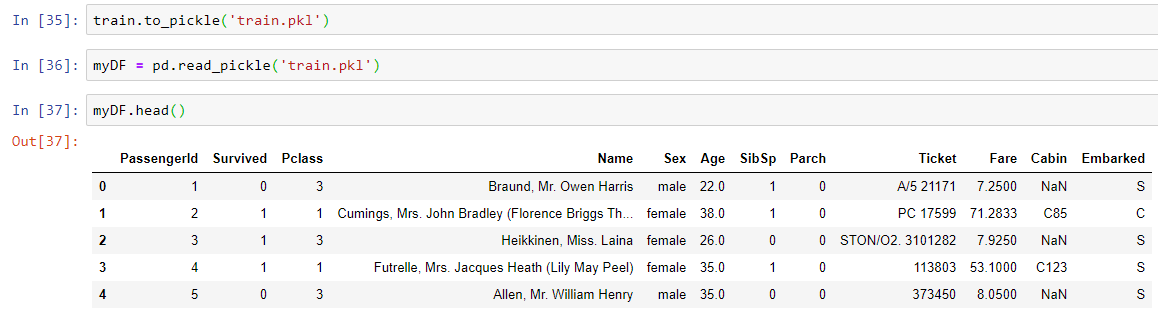 In [35]: train.to_pickle('train.pkl')
In [36]: myDF = pd.read_pickle('train.pkl')
In [37]: myDF.head()
Out[37]:
PassengerId Survived Pclass Name Sex Age SibSp Parch Ticket Fare Cabin Embarked
0 1 0 3 Braund, Mr. Owen Harris male 22.0 1 0 A/5 21171 7.2500 NaN S
1 2 1 1 Cumings, Mrs. John Bradley (Florence Briggs Th... female 38.0 1 0 PC 17599 71.2833 C85 C
2 3 1 3 Heikkinen, Miss. Laina female 26.0 0 0 STON/O2. 3101282 7.9250 NaN S
3 4 1 1 Futrelle, Mrs. Jacques Heath (Lily May Peel) female 35.0 1 0 113803 53.1000 C123 S
4 5 0 3 Allen, Mr. William Henry male 35.0 0 0 373450 8.0500 NaN S